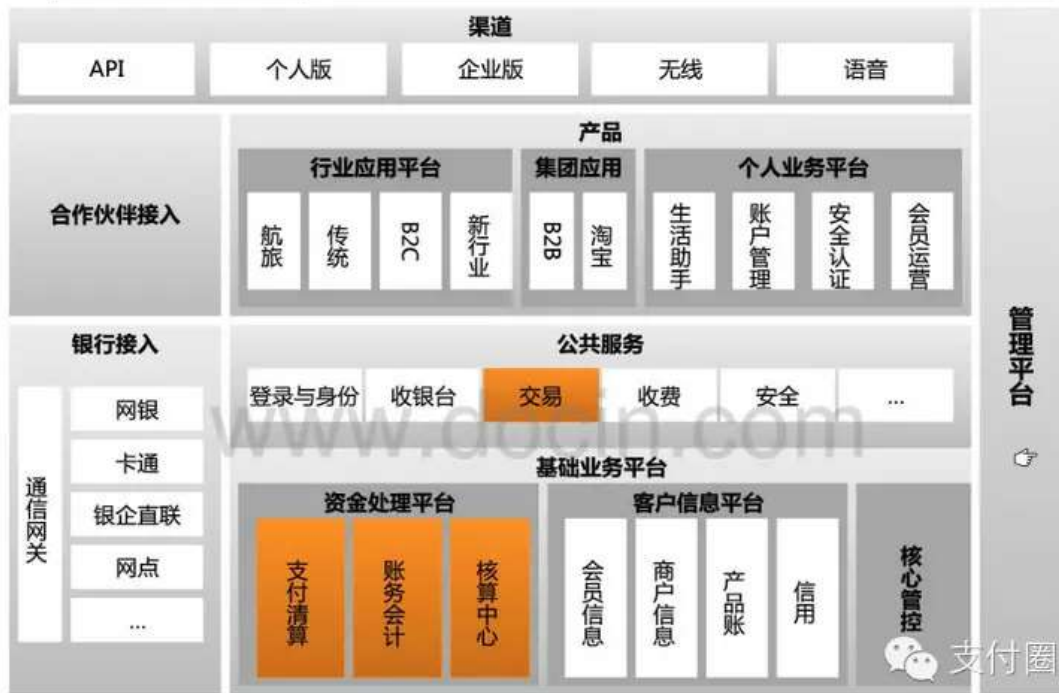 渠道
API
个人版
企业版
无线
语音
合作伙伴接入
产品
行业应用平台
航旅
传统
B2C
新行业
集团应用
B2B
淘宝
个人业务平台
生活助手
账户管理
安全认证
会员运营
管理平台
银行接入
通信网关
网银
卡通
银企直联
网点
...
公共服务
登录与身份
收银台
交易
收费
安全
...
www.docin.com
基础业务平台
资金处理平台
支付清算
账务会计
核算中心
客户信息平台
会员信息
商户信息
产品账
信用
核心管控
支付圈